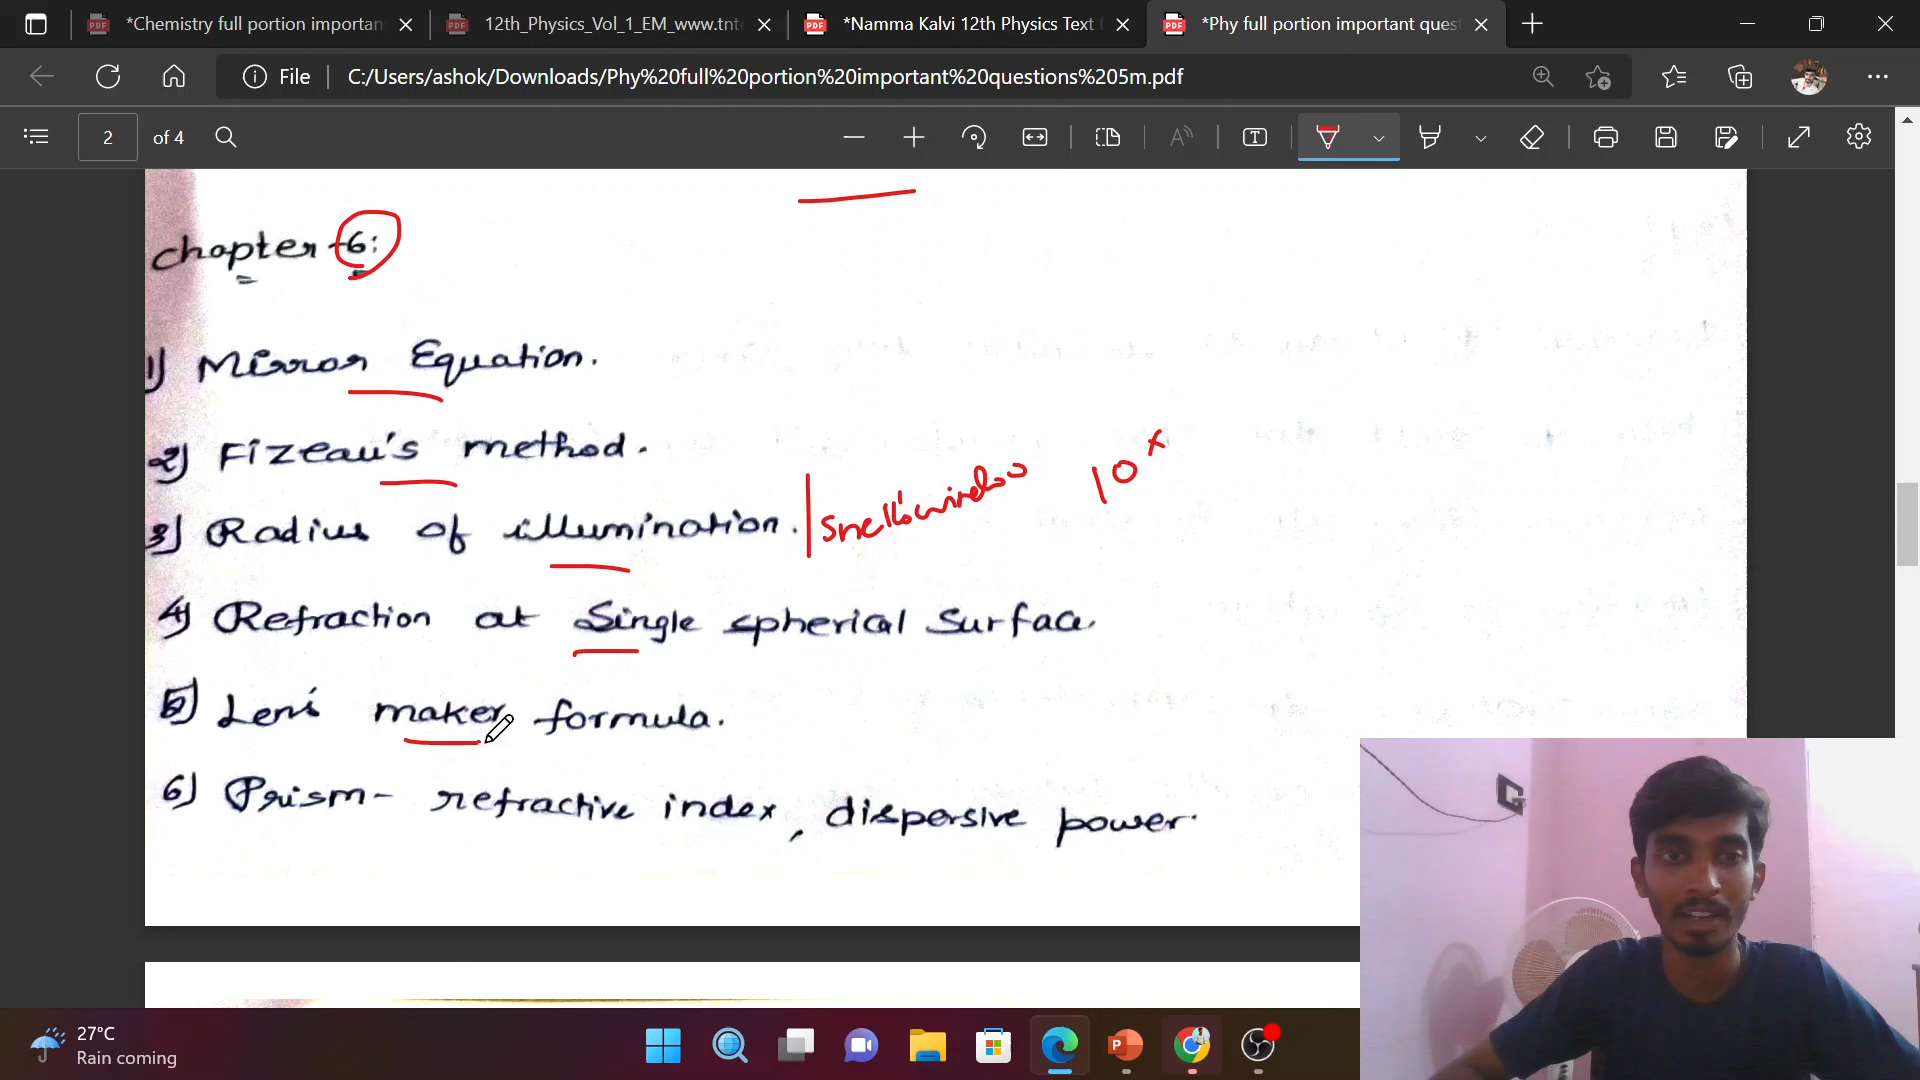 *Chemistry full portion importan
12th_Physics_Vol_1_EM_www.tnt
*Namma Kalvi 12th Physics Text
*Phy full portion important ques
File
C:/Users/ashok/Downloads/Phy%20full%20portion%20important%20questions%205m.pdf
2 of 4
chapter-6:
1) Mirror Equation.
2) Fizeau's method.
3) Radius of illumination. | Snell's window 10^x
4) Refraction at Single spherical Surface.
5) Len's maker formula.
6) Prism- refractive index, dispersive power.
G
27°C
Rain coming